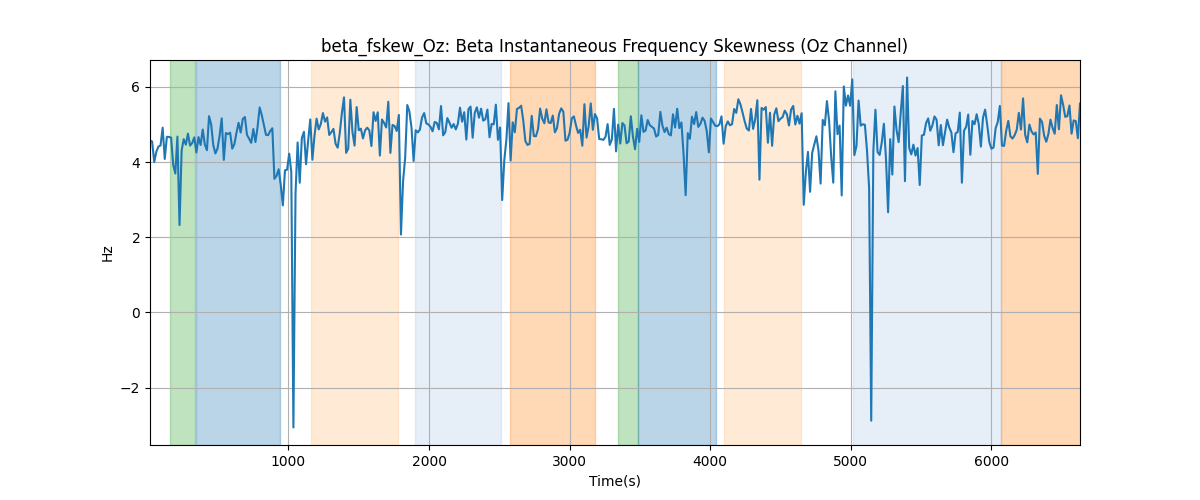 beta_fskew_Oz: Beta Instantaneous Frequency Skewness (Oz Channel)
Hz
6
4
2
0
−2
1000 2000 3000 4000 5000 6000
Time(s)